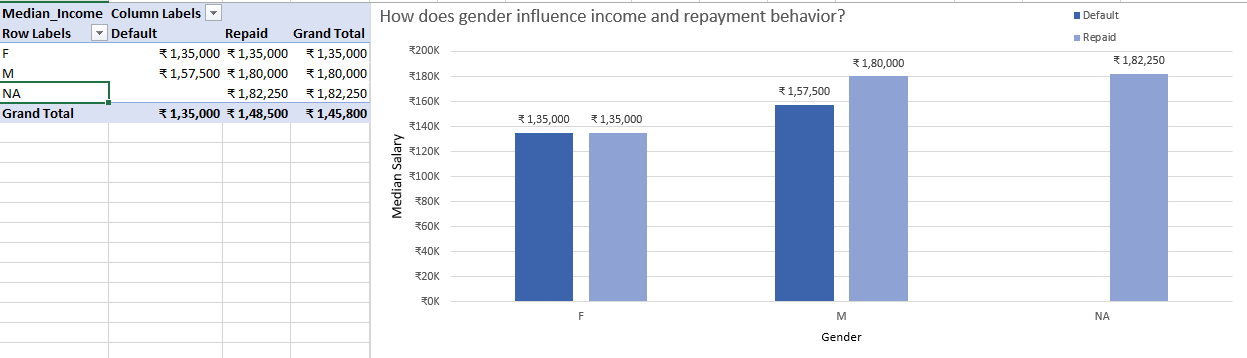 Median_Income Column Labels
Row Labels Default Repaid Grand Total
F ₹ 1,35,000 ₹ 1,35,000 ₹ 1,35,000
M ₹ 1,57,500 ₹ 1,80,000 ₹ 1,80,000
NA ₹ 1,82,250 ₹ 1,82,250
Grand Total ₹ 1,35,000 ₹ 1,48,500 ₹ 1,45,800
How does gender influence income and repayment behavior?
Default
Repaid
Median Salary
₹200K
₹180K
₹160K
₹140K
₹120K
₹100K
₹80K
₹60K
₹40K
₹20K
₹0K
₹ 1,35,000 ₹ 1,35,000
₹ 1,57,500
₹ 1,80,000
₹ 1,82,250
F M NA
Gender